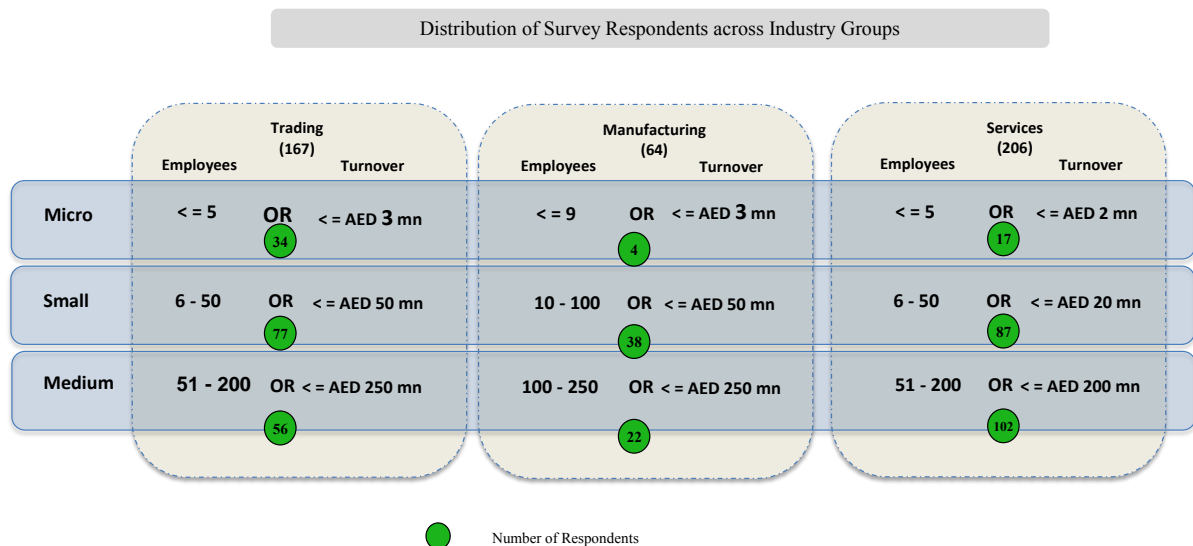 Distribution of Survey Respondents across Industry Groups
Trading
(167)
Employees Turnover
Manufacturing
(64)
Employees Turnover
Services
(206)
Employees Turnover
Micro < = 5 OR < = AED 3 mn < = 9 OR < = AED 3 mn < = 5 OR < = AED 2 mn
34 4 17
Small 6 - 50 OR < = AED 50 mn 10 - 100 OR < = AED 50 mn 6 - 50 OR < = AED 20 mn
77 38 87
Medium 51 - 200 OR < = AED 250 mn 100 - 250 OR < = AED 250 mn 51 - 200 OR < = AED 200 mn
56 22 102
Number of Respondents